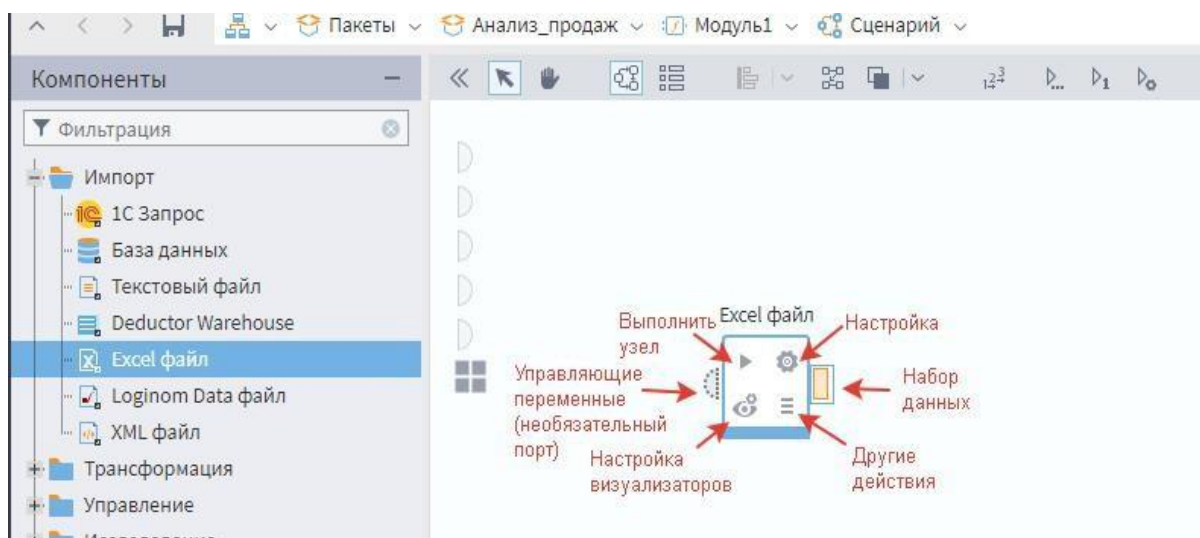 Пакеты Анализ_продаж Модуль1 Сценарий
Компоненты
Фильтрация
Импорт
1С Запрос
База данных
Текстовый файл
Deductor Warehouse
Excel файл
Loginom Data файл
XML файл
Трансформация
Управление
Excel файл
Выполнить
узел
Настройка
Управляющие
переменные
(необязательный
порт)
Набор
данных
Настройка
визуализаторов
Другие
действия